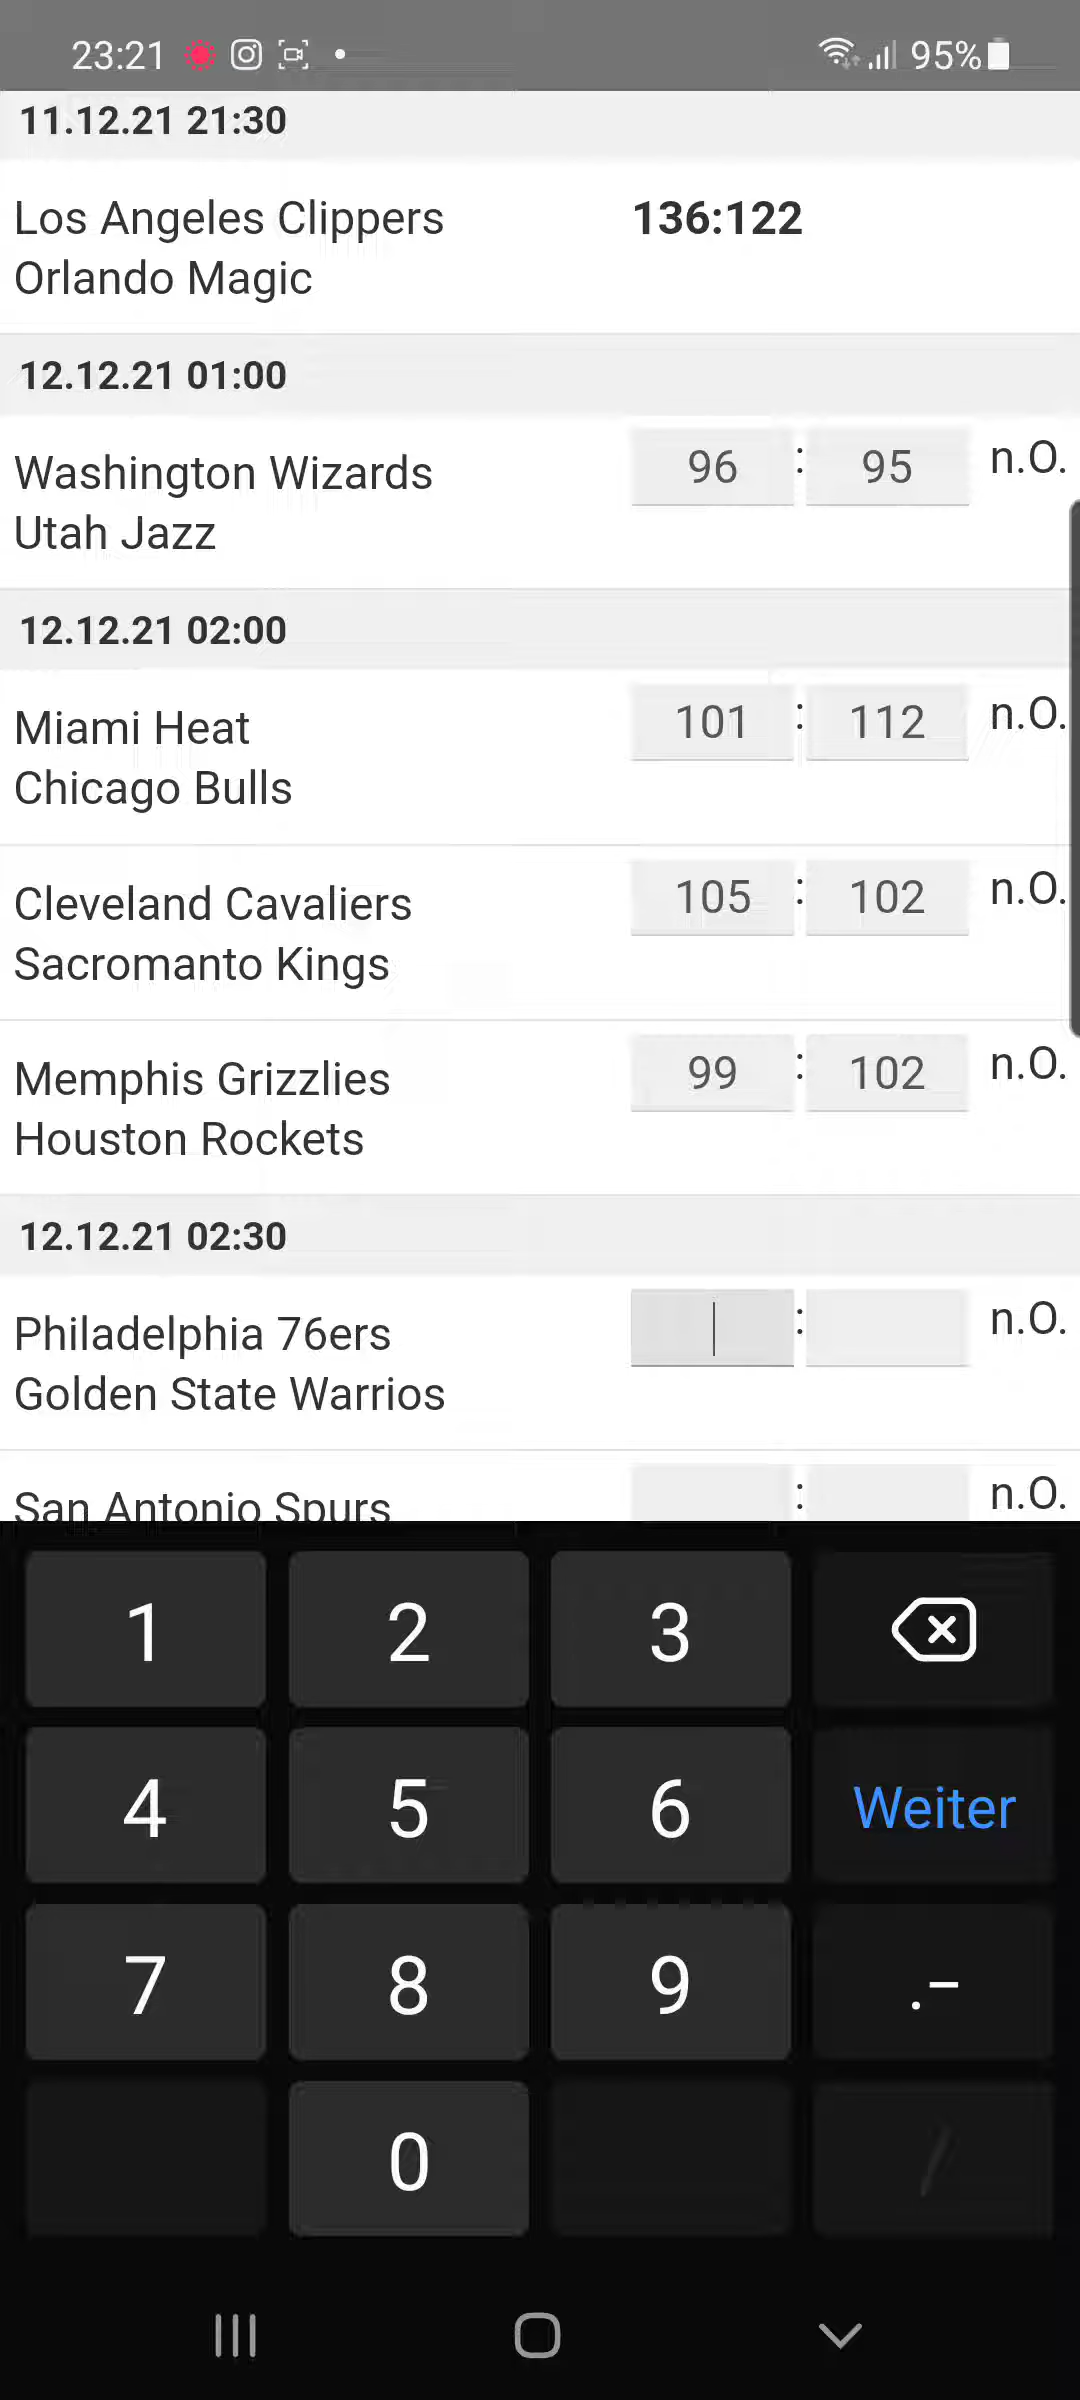 23:21 95%
11.12.21 21:30
Los Angeles Clippers 136:122
Orlando Magic
12.12.21 01:00
Washington Wizards 96 : 95 n.O.
Utah Jazz
12.12.21 02:00
Miami Heat 101 : 112 n.O.
Chicago Bulls
Cleveland Cavaliers 105 : 102 n.O.
Sacromanto Kings
Memphis Grizzlies 99 : 102 n.O.
Houston Rockets
12.12.21 02:30
Philadelphia 76ers : n.O.
Golden State Warrios
San Antonio Spurs : n.O.
1 2 3
4 5 6 Weiter
7 8 9 .-
0 /